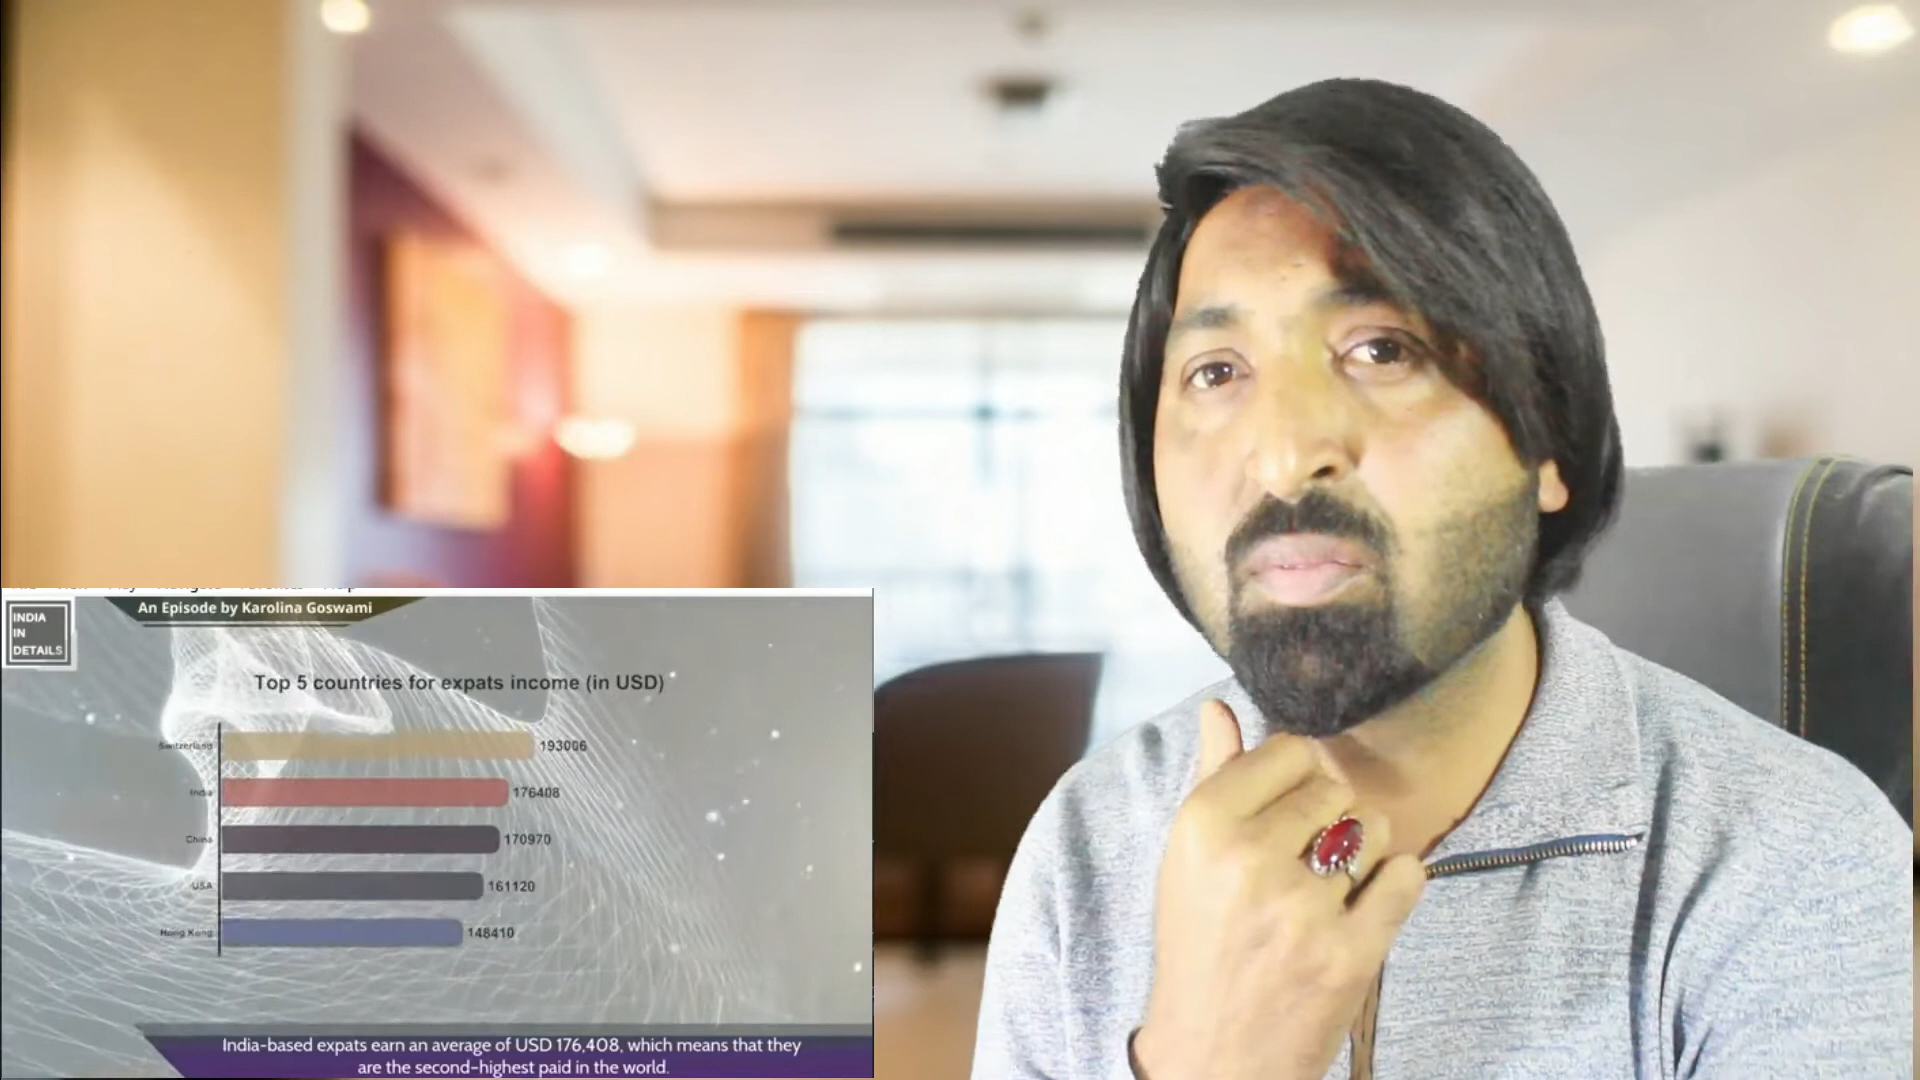 An Episode by Karolina Goswami
INDIA
IN
DETAILS
Top 5 countries for expats income (in USD)
Switzerland 193006
India 176408
China 170970
USA 161120
Hong Kong 148410
India-based expats earn an average of USD 176,408, which means that they
are the second-highest paid in the world.